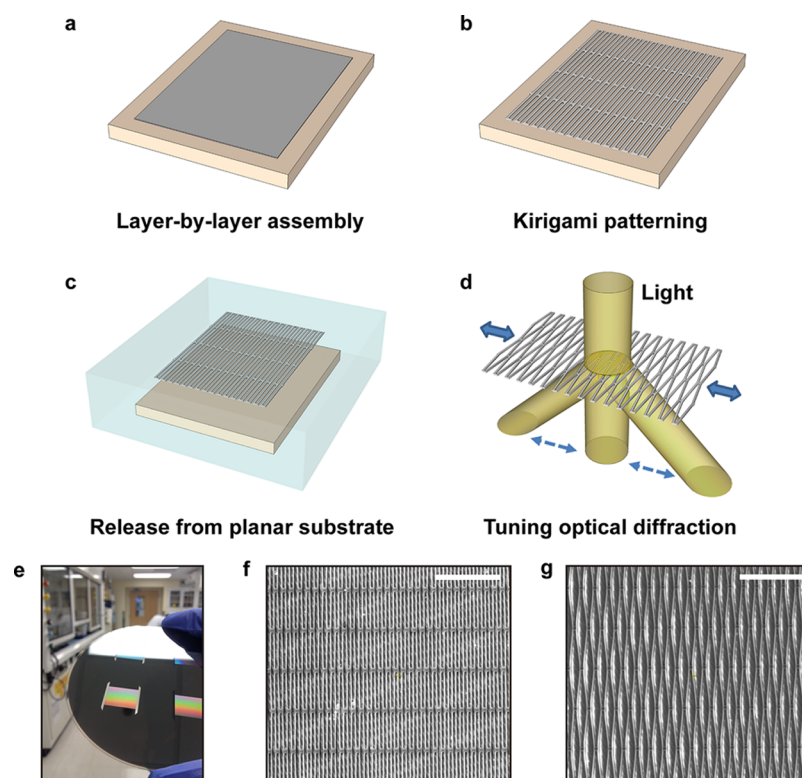 a
b
Layer-by-layer assembly
Kirigami patterning
c
d
Light
Release from planar substrate
Tuning optical diffraction
e
f
g